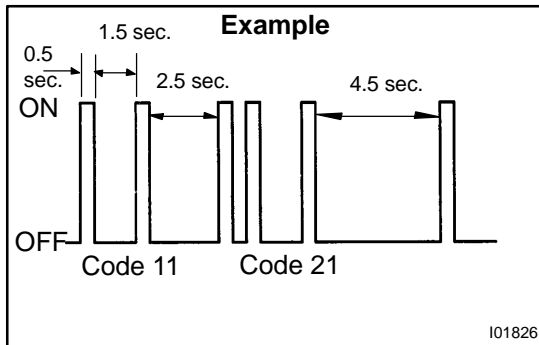 Example
1.5 sec.
0.5
sec.
2.5 sec.
4.5 sec.
ON
OFF
Code 11
Code 21
I01826